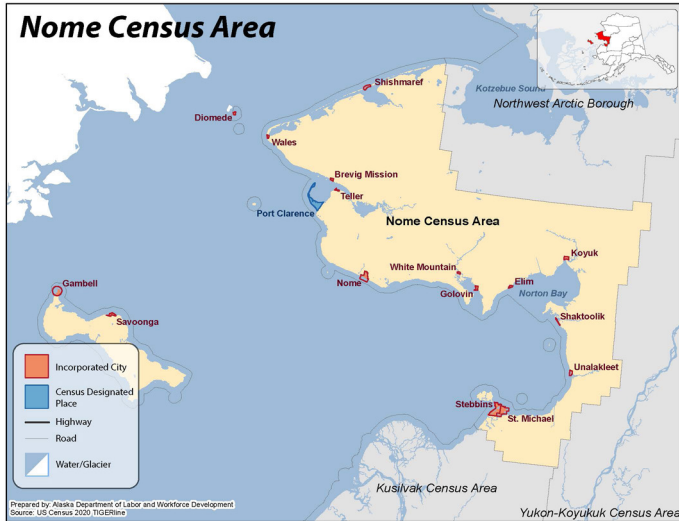 Nome Census Area
Kotzebue Sound
Northwest Arctic Borough
Shishmaref
Diomede
Wales
Brevig Mission
Teller
Port Clarence
Nome Census Area
Koyuk
White Mountain
Elim
Nome
Golovin
Norton Bay
Gambell
Savoonga
Shaktoolik
Unalakleet
Stebbins
St. Michael
Incorporated City
Census Designated
Place
Highway
Road
Water/Glacier
Kusilvak Census Area
Yukon-Koyukuk Census Area
Prepared by: Alaska Department of Labor and Workforce Development
Source: US Census 2020 TIGERline